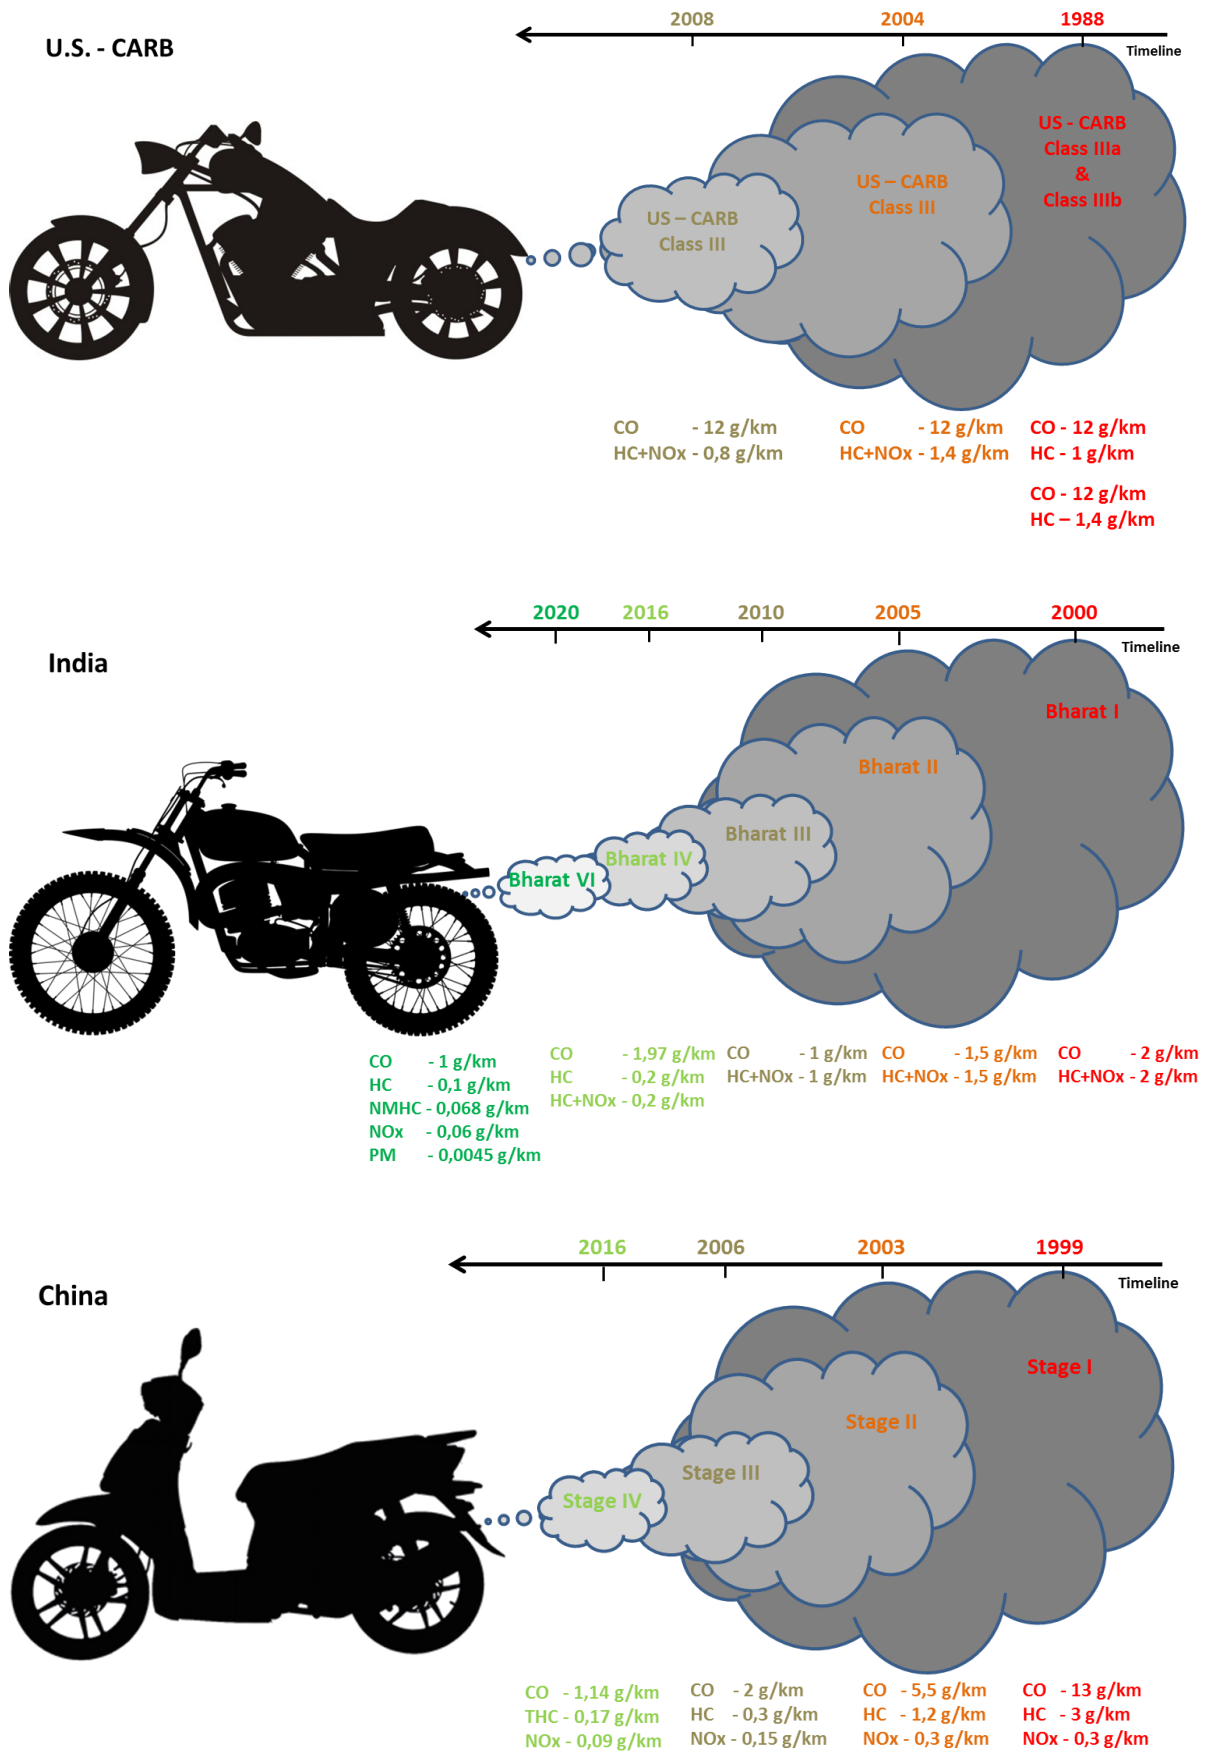 U.S. - CARB
2008 2004 1988
Timeline
US - CARB
Class IIIa
&
Class IIIb
US – CARB
Class III
US – CARB
Class III
CO - 12 g/km
HC+NOx - 0,8 g/km
CO - 12 g/km
HC+NOx - 1,4 g/km
CO - 12 g/km
HC - 1 g/km
CO - 12 g/km
HC – 1,4 g/km
India
2020 2016 2010 2005 2000
Timeline
Bharat I
Bharat II
Bharat III
Bharat IV
Bharat VI
CO - 1 g/km
HC - 0,1 g/km
NMHC - 0,068 g/km
NOx - 0,06 g/km
PM - 0,0045 g/km
CO - 1,97 g/km
HC - 0,2 g/km
HC+NOx - 0,2 g/km
CO - 1 g/km
HC+NOx - 1 g/km
CO - 1,5 g/km
HC+NOx - 1,5 g/km
CO - 2 g/km
HC+NOx - 2 g/km
China
2016 2006 2003 1999
Timeline
Stage I
Stage II
Stage III
Stage IV
CO - 1,14 g/km
THC - 0,17 g/km
NOx - 0,09 g/km
CO - 2 g/km
HC - 0,3 g/km
NOx - 0,15 g/km
CO - 5,5 g/km
HC - 1,2 g/km
NOx - 0,3 g/km
CO - 13 g/km
HC - 3 g/km
NOx - 0,3 g/km